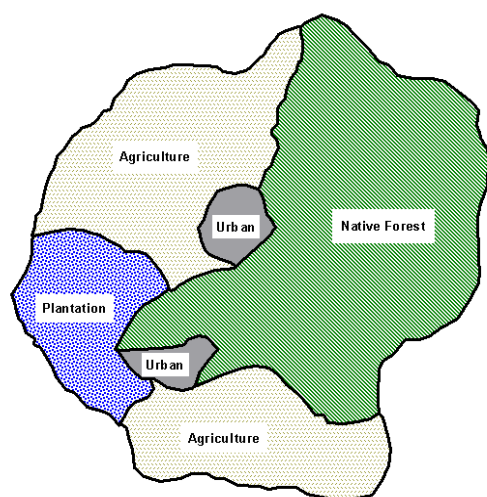 Agriculture
Urban
Native Forest
Plantation
Urban
Agriculture